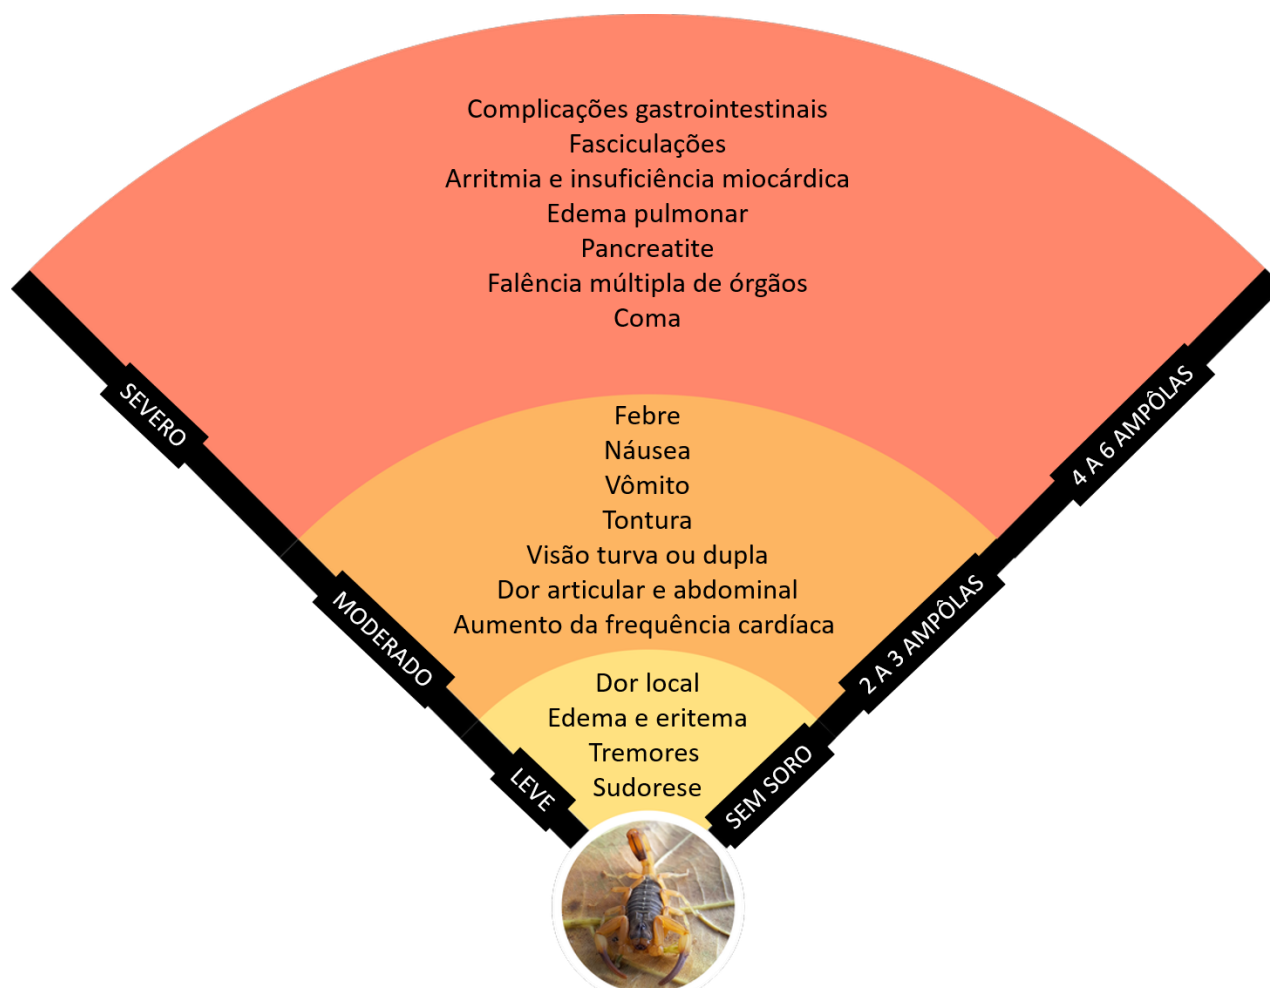 Complicações gastrointestinais
Fasciculações
Arritmia e insuficiência miocárdica
Edema pulmonar
Pancreatite
Falência múltipla de órgãos
Coma
SEVERO
4 A 6 AMPÔLAS
Febre
Náusea
Vômito
Tontura
Visão turva ou dupla
Dor articular e abdominal
Aumento da frequência cardíaca
MODERADO
2 A 3 AMPÔLAS
Dor local
Edema e eritema
Tremores
Sudorese
LEVE
SEM SORO